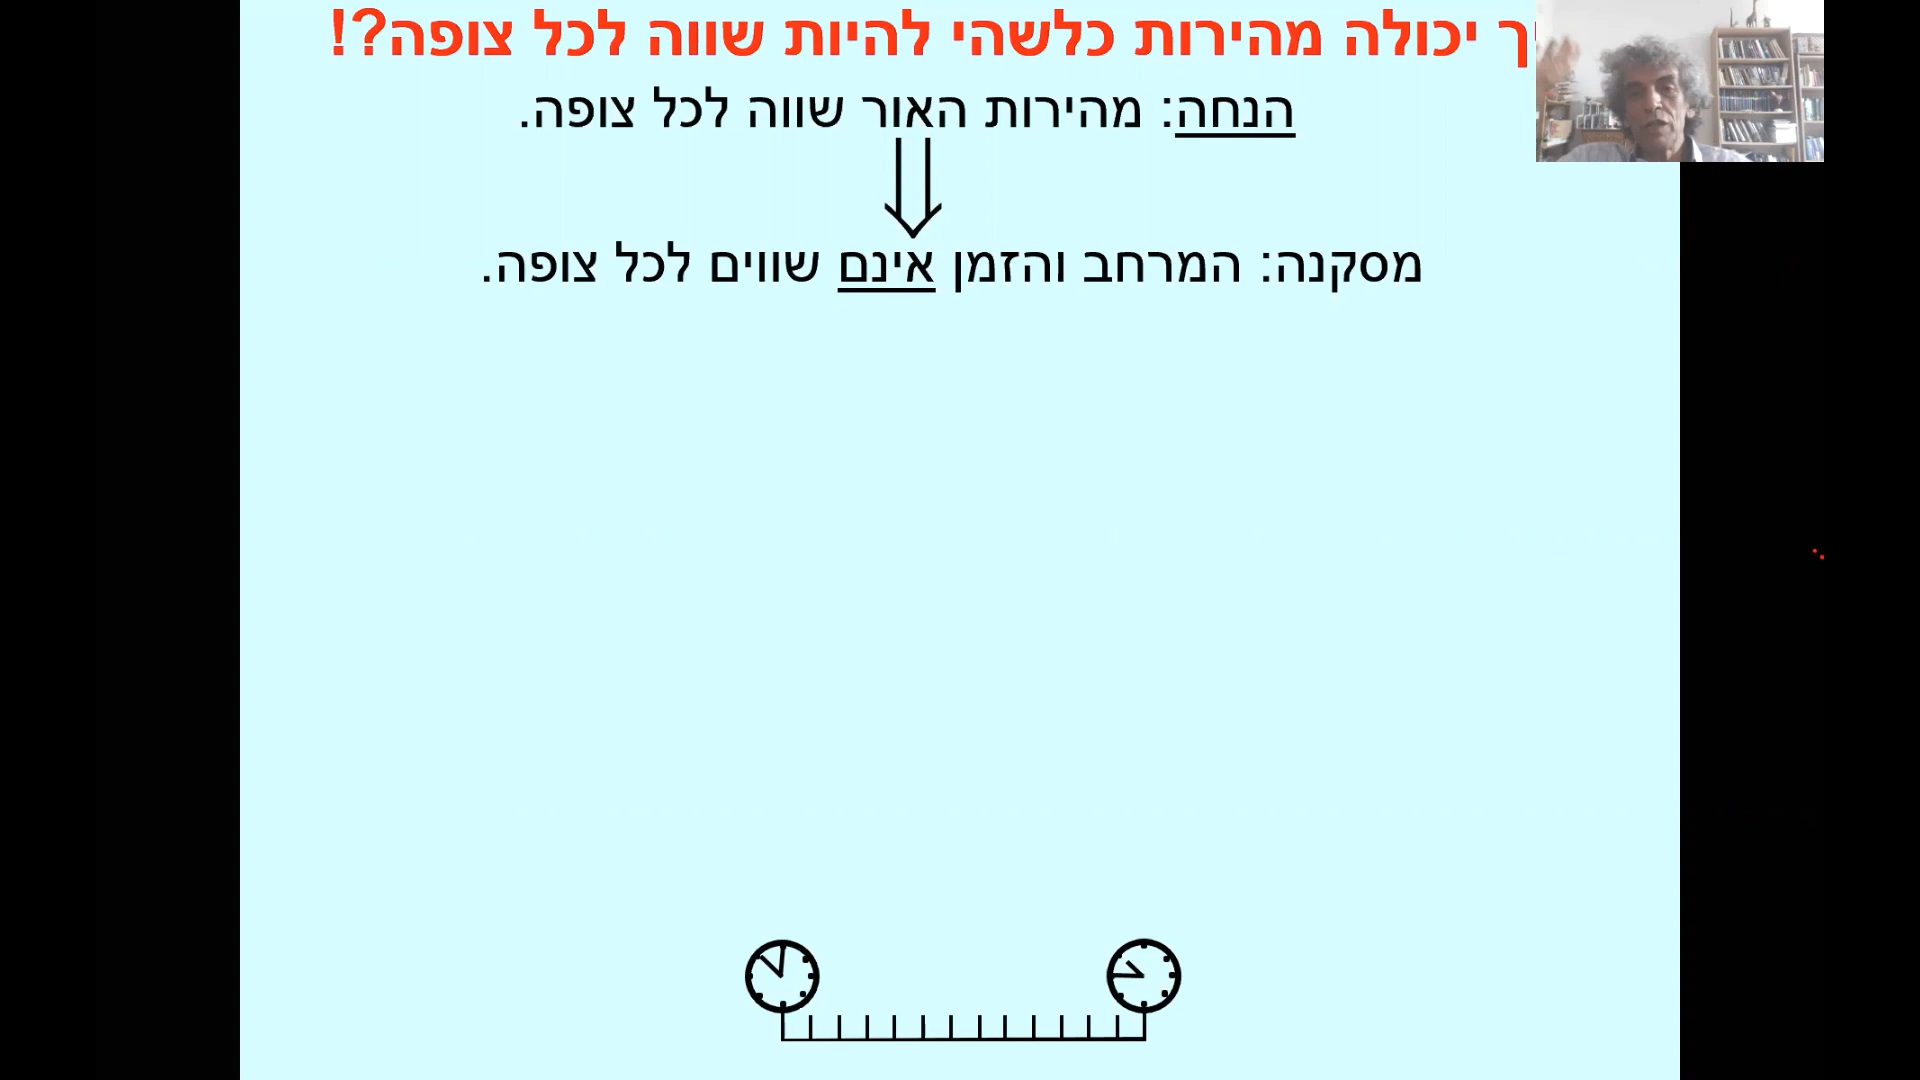 יכולה מהירות כלשהי להיות שווה לכל צופה?!
הנחה: מהירות האור שווה לכל צופה.
מסקנה: המרחב והזמן אינם שווים לכל צופה.